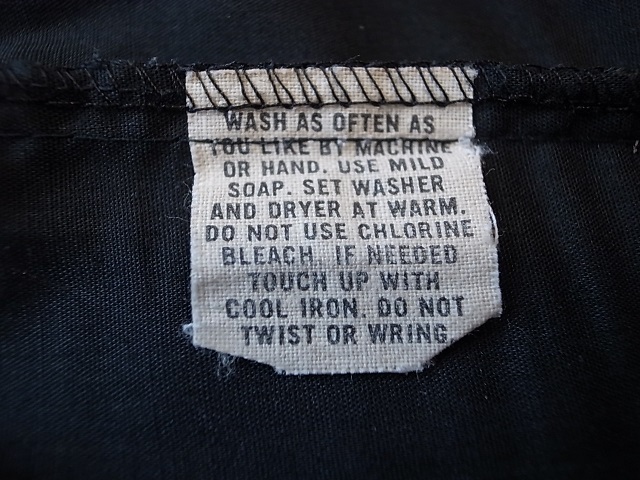 WASH AS OFTEN AS
YOU LIKE BY MACHINE
OR HAND. USE MILD
SOAP. SET WASHER
AND DRYER AT WARM.
DO NOT USE CHLORINE
BLEACH. IF NEEDED
TOUCH UP WITH
COOL IRON. DO NOT
TWIST OR WRING